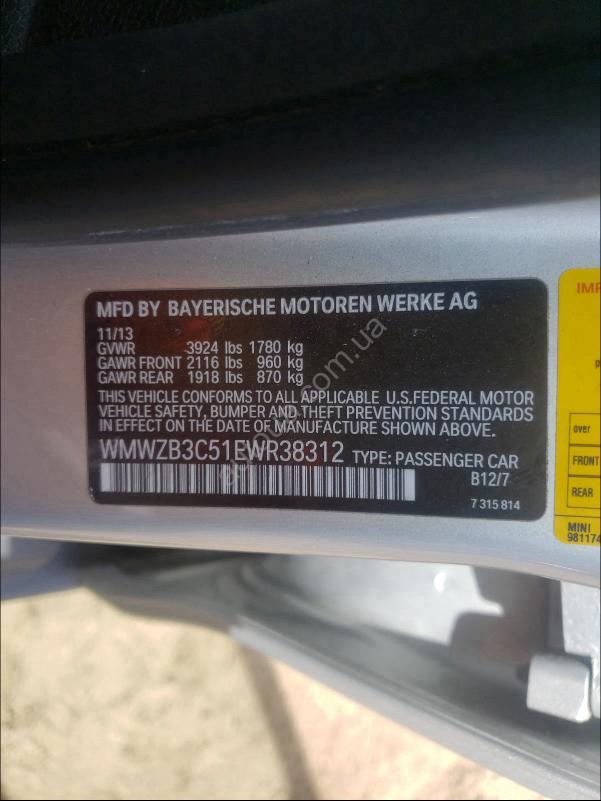 MFD BY BAYERISCHE MOTOREN WERKE AG
11/13
GVWR 3924 lbs 1780 kg
GAWR FRONT 2116 lbs 960 kg
GAWR REAR 1918 lbs 870 kg
THIS VEHICLE CONFORMS TO ALL APPLICABLE U.S.FEDERAL MOTOR
VEHICLE SAFETY, BUMPER AND THEFT PREVENTION STANDARDS
IN EFFECT ON THE DATE OF MANUFACTURE SHOWN ABOVE.
WMWZB3C51EWR38312 TYPE: PASSENGER CAR
B12/7
7 315 814
over
FRONT
REAR
MINI